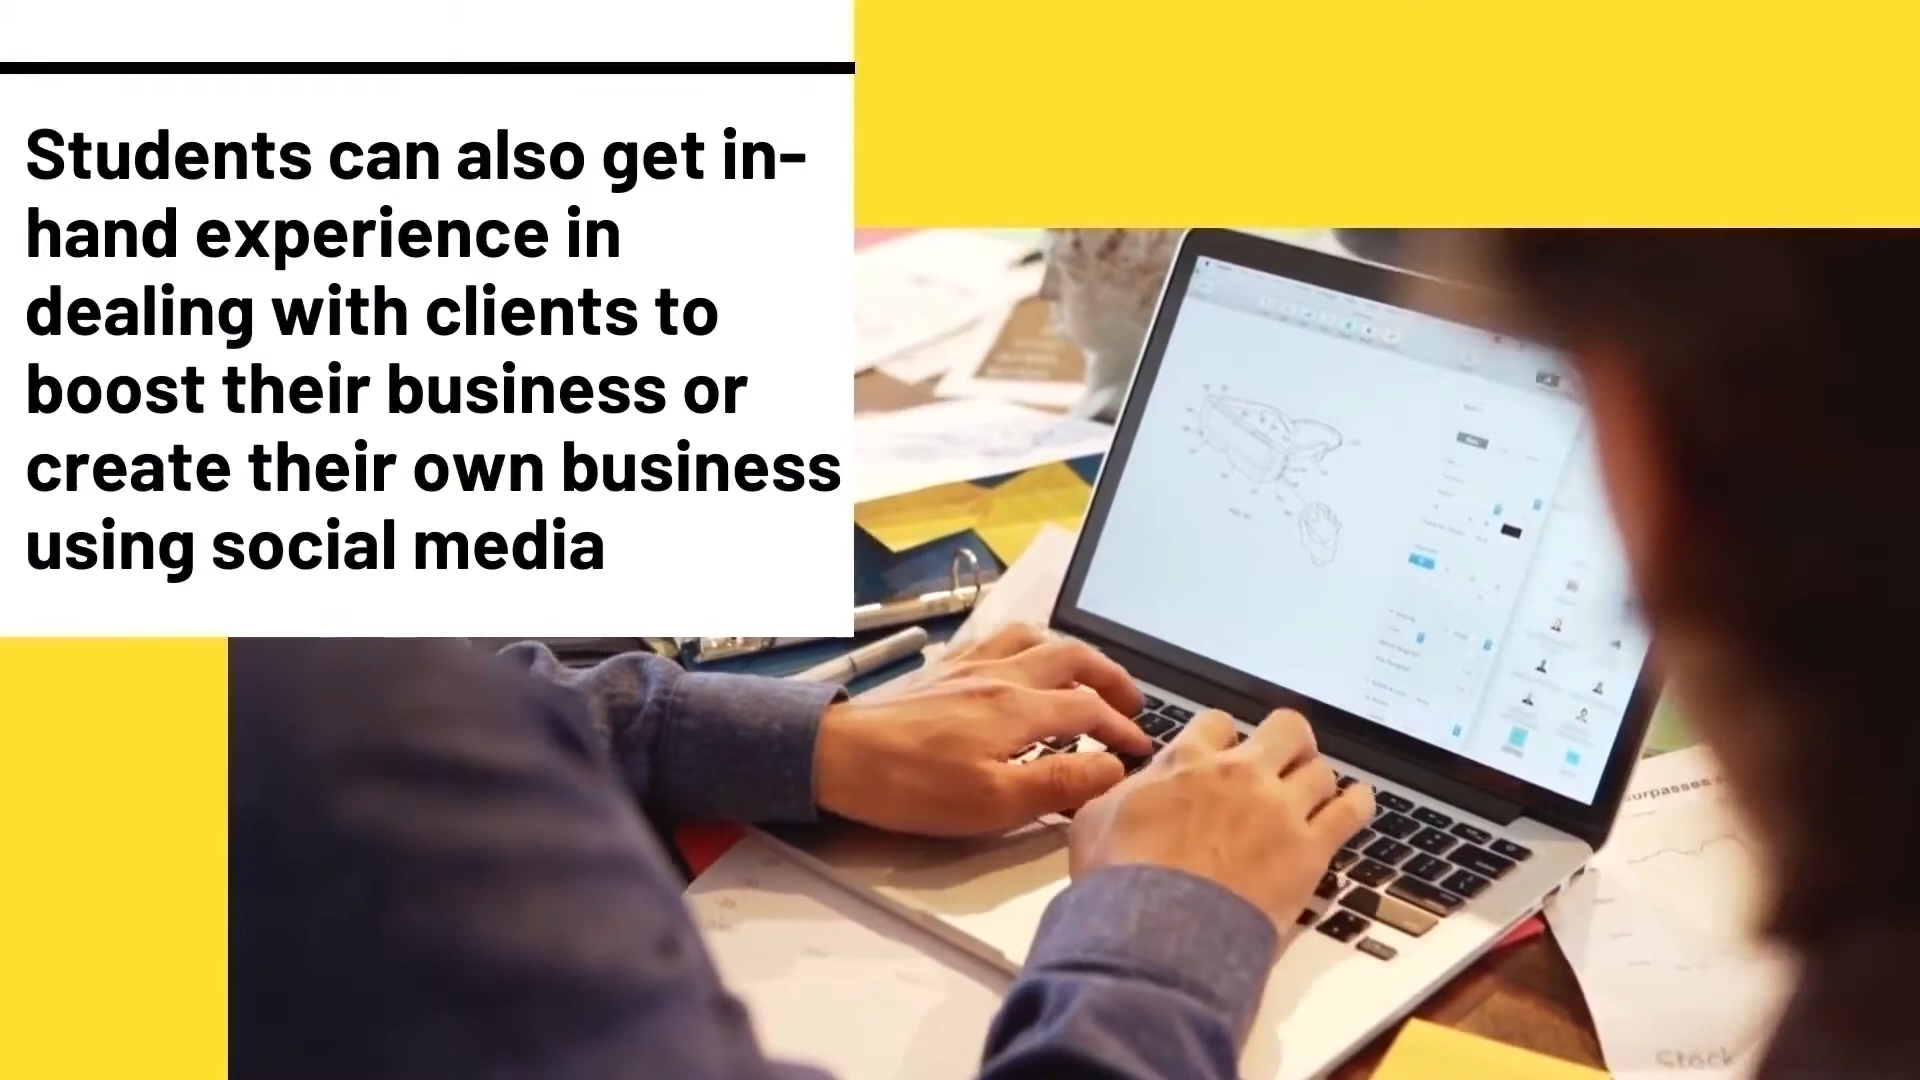 Students can also get in-
hand experience in
dealing with clients to
boost their business or
create their own business
using social media
Stock